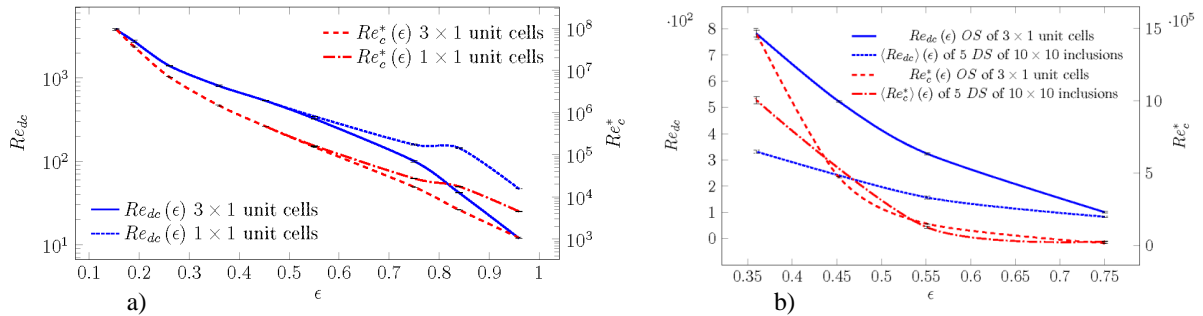 10^3
10^2
10^1
Re_dc
10^8
10^7
10^6
10^5
10^4
10^3
Re_c^*
Re_c^* (ϵ) 3 × 1 unit cells
Re_c^* (ϵ) 1 × 1 unit cells
Re_dc (ϵ) 3 × 1 unit cells
Re_dc (ϵ) 1 × 1 unit cells
0.1 0.2 0.3 0.4 0.5 0.6 0.7 0.8 0.9 1
ϵ
a)
·10^2
8
7
6
5
4
3
2
1
0
Re_dc
·10^5
15
10
5
0
Re_c^*
Re_dc (ϵ) OS of 3 × 1 unit cells
⟨Re_dc⟩ (ϵ) of 5 DS of 10 × 10 inclusions
Re_c^* (ϵ) OS of 3 × 1 unit cells
⟨Re_c^*⟩ (ϵ) of 5 DS of 10 × 10 inclusions
0.35 0.4 0.45 0.5 0.55 0.6 0.65 0.7 0.75
ϵ
b)